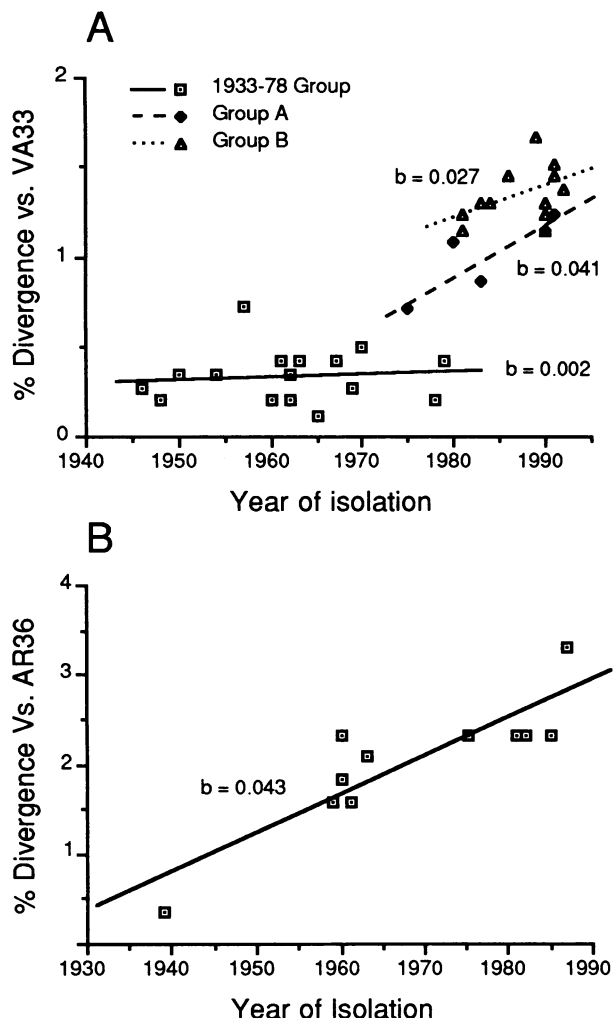 A
2
1933-78 Group
Group A
Group B
b = 0.027
1
b = 0.041
b = 0.002
0
% Divergence vs. VA33
1940 1950 1960 1970 1980 1990
Year of isolation
B
4
3
2
b = 0.043
1
% Divergence Vs. AR36
1930 1940 1950 1960 1970 1980 1990
Year of Isolation